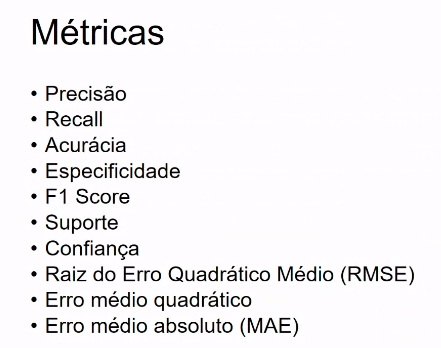 Métricas
• Precisão
• Recall
• Acurácia
• Especificidade
• F1 Score
• Suporte
• Confiança
• Raiz do Erro Quadrático Médio (RMSE)
• Erro médio quadrático
• Erro médio absoluto (MAE)